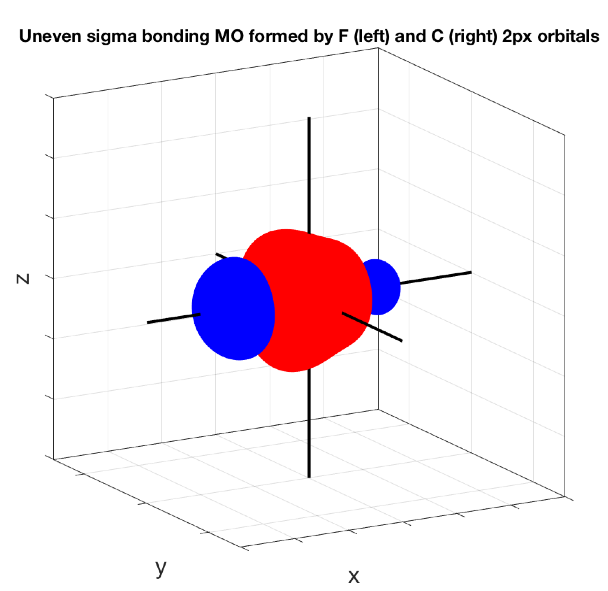 Uneven sigma bonding MO formed by F (left) and C (right) 2px orbitals
z
y
x